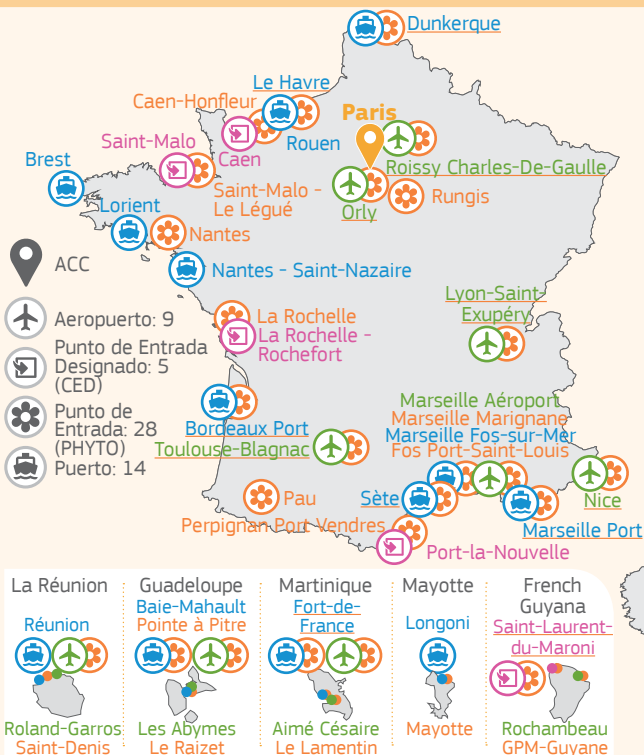 Dunkerque
Le Havre
Caen-Honfleur
Paris
Rouen
Saint-Malo
Caen
Brest
Roissy Charles-De-Gaulle
Saint-Malo -
Le Légué
Rungis
Orly
Lorient
Nantes
ACC
Nantes - Saint-Nazaire
Lyon-Saint-
Exupéry
Aeropuerto: 9
La Rochelle
La Rochelle -
Rochefort
Punto de Entrada
Designado: 5
(CED)
Punto de
Entrada: 28
(PHYTO)
Puerto: 14
Marseille Aéroport
Marseille Marignane
Marseille Fos-sur-Mer
Fos Port-Saint-Louis
Bordeaux Port
Toulouse-Blagnac
Nice
Pau
Sète
Perpignan Port Vendres
Marseille Port
Port-la-Nouvelle
La Réunion
Réunion
Roland-Garros
Saint-Denis
Guadeloupe
Baie-Mahault
Pointe à Pitre
Les Abymes
Le Raizet
Martinique
Fort-de-
France
Aimé Césaire
Le Lamentin
Mayotte
Longoni
Mayotte
French
Guyana
Saint-Laurent-
du-Maroni
Rochambeau
GPM-Guyane